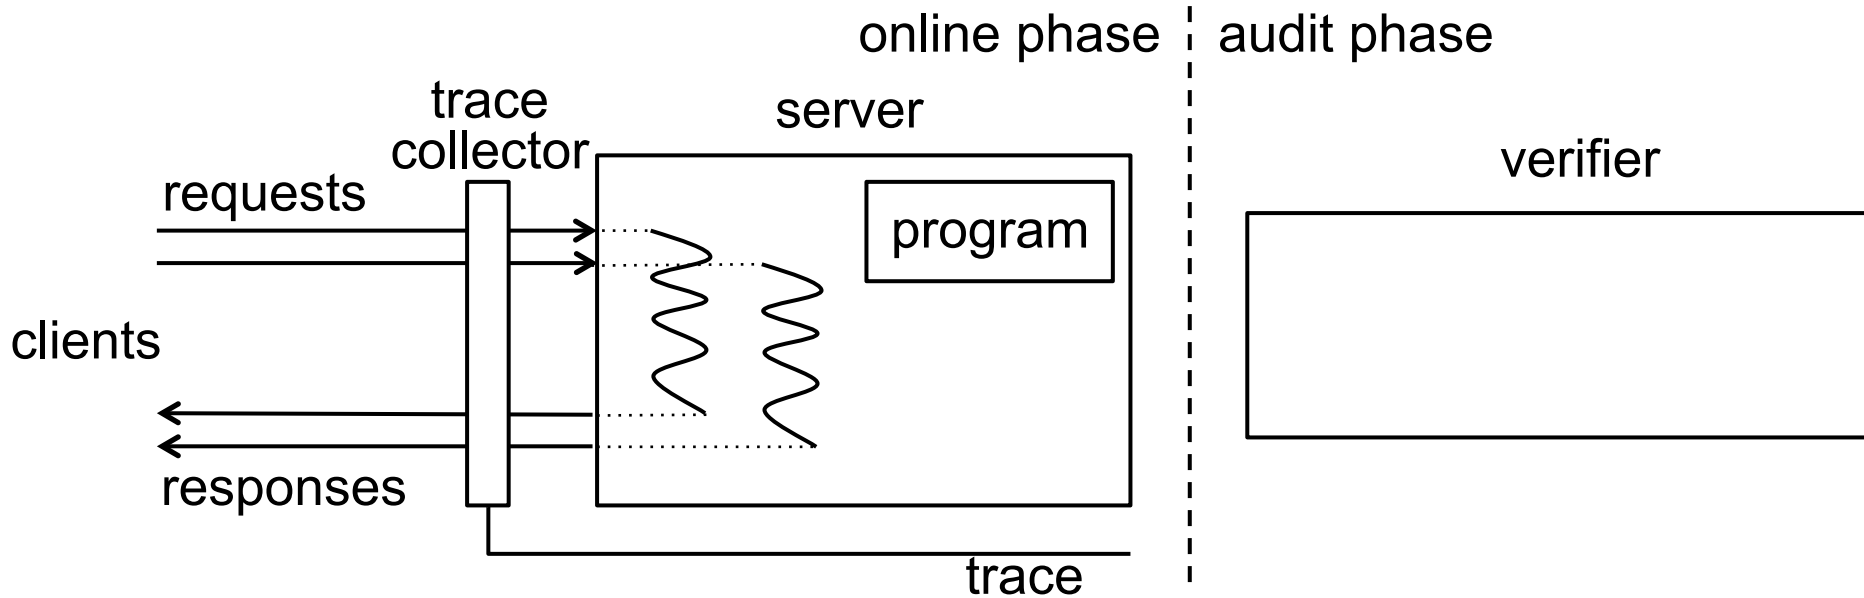 online phase
audit phase
trace
collector
server
verifier
requests
program
clients
responses
trace